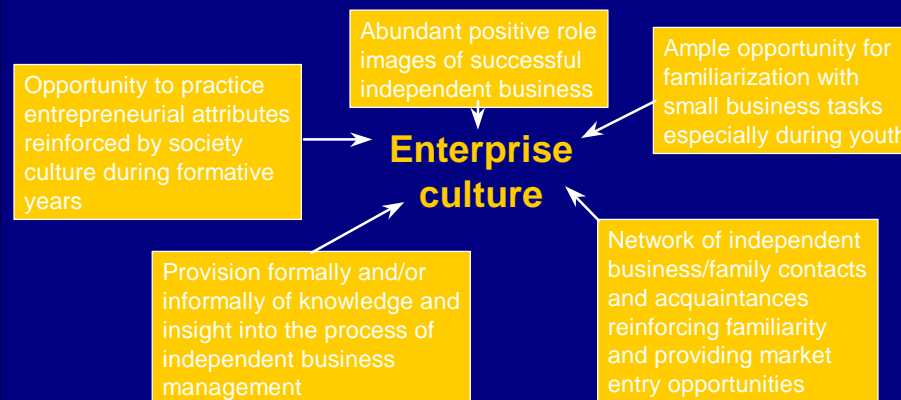 Abundant positive role
images of successful
independent business
Ample opportunity for
familiarization with
small business tasks
especially during youth
Opportunity to practice
entrepreneurial attributes
reinforced by society
culture during formative
years
Enterprise
culture
Provision formally and/or
informally of knowledge and
insight into the process of
independent business
management
Network of independent
business/family contacts
and acquaintances
reinforcing familiarity
and providing market
entry opportunities